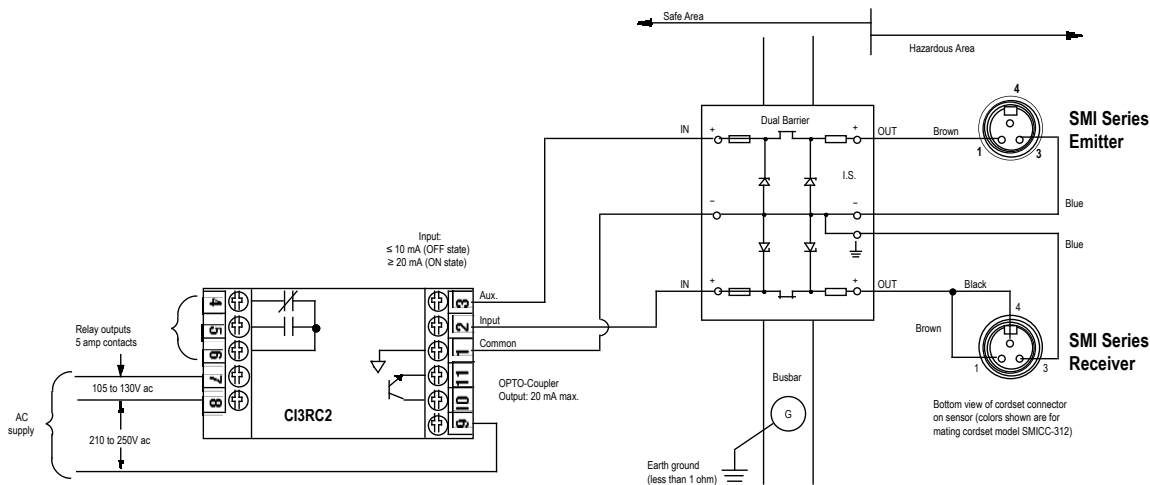 Safe Area
Hazardous Area
4
SMI Series
Emitter
Dual Barrier
IN
+
+
OUT
Brown
1
3
I.S.
–
–
Blue
Blue
Input:
≤ 10 mA (OFF state)
≥ 20 mA (ON state)
IN
+
+
OUT
Black
4
Brown
SMI Series
Receiver
1
3
Aux.
Input
Common
4
5
6
7
8
3
2
1
11
10
9
Relay outputs
5 amp contacts
105 to 130V ac
AC
supply
210 to 250V ac
CI3RC2
OPTO-Coupler
Output: 20 mA max.
Busbar
G
Earth ground
(less than 1 ohm)
Bottom view of cordset connector
on sensor (colors shown are for
mating cordset model SMICC-312)